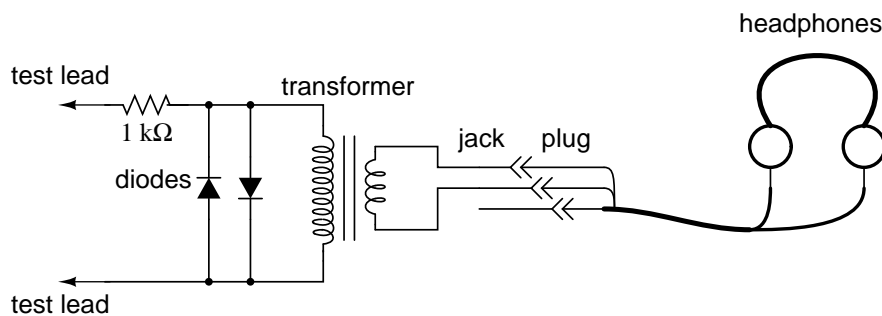 headphones
test lead
transformer
1 kΩ
jack
plug
diodes
test lead